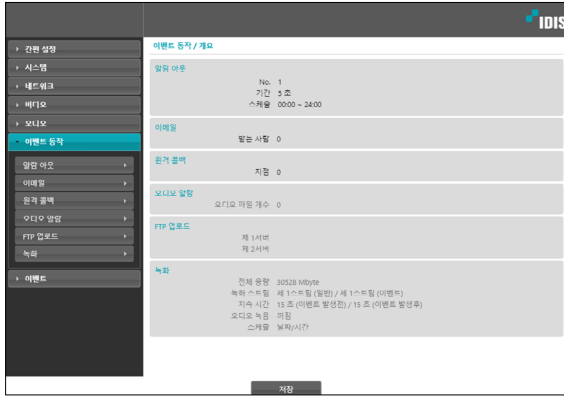 IDIS
간편 설정
시스템
네트워크
비디오
오디오
이벤트 동작
알람 아웃
이메일
원격 콜백
오디오 알람
FTP 업로드
녹화
이벤트
이벤트 동작 / 개요
알람 아웃
No. 1
기간 5 초
스케줄 00:00 ~ 24:00
이메일
받는 사람 0
원격 콜백
지점 0
오디오 알람
오디오 파일 개수 0
FTP 업로드
제 1서버
제 2서버
녹화
전체 용량 30528 Mbyte
녹화 스트림 제 1스트림 (일반) / 제 1스트림 (이벤트)
지속 시간 15 초 (이벤트 발생전) / 15 초 (이벤트 발생후)
오디오 녹음 꺼짐
스케줄 날짜/시간
저장